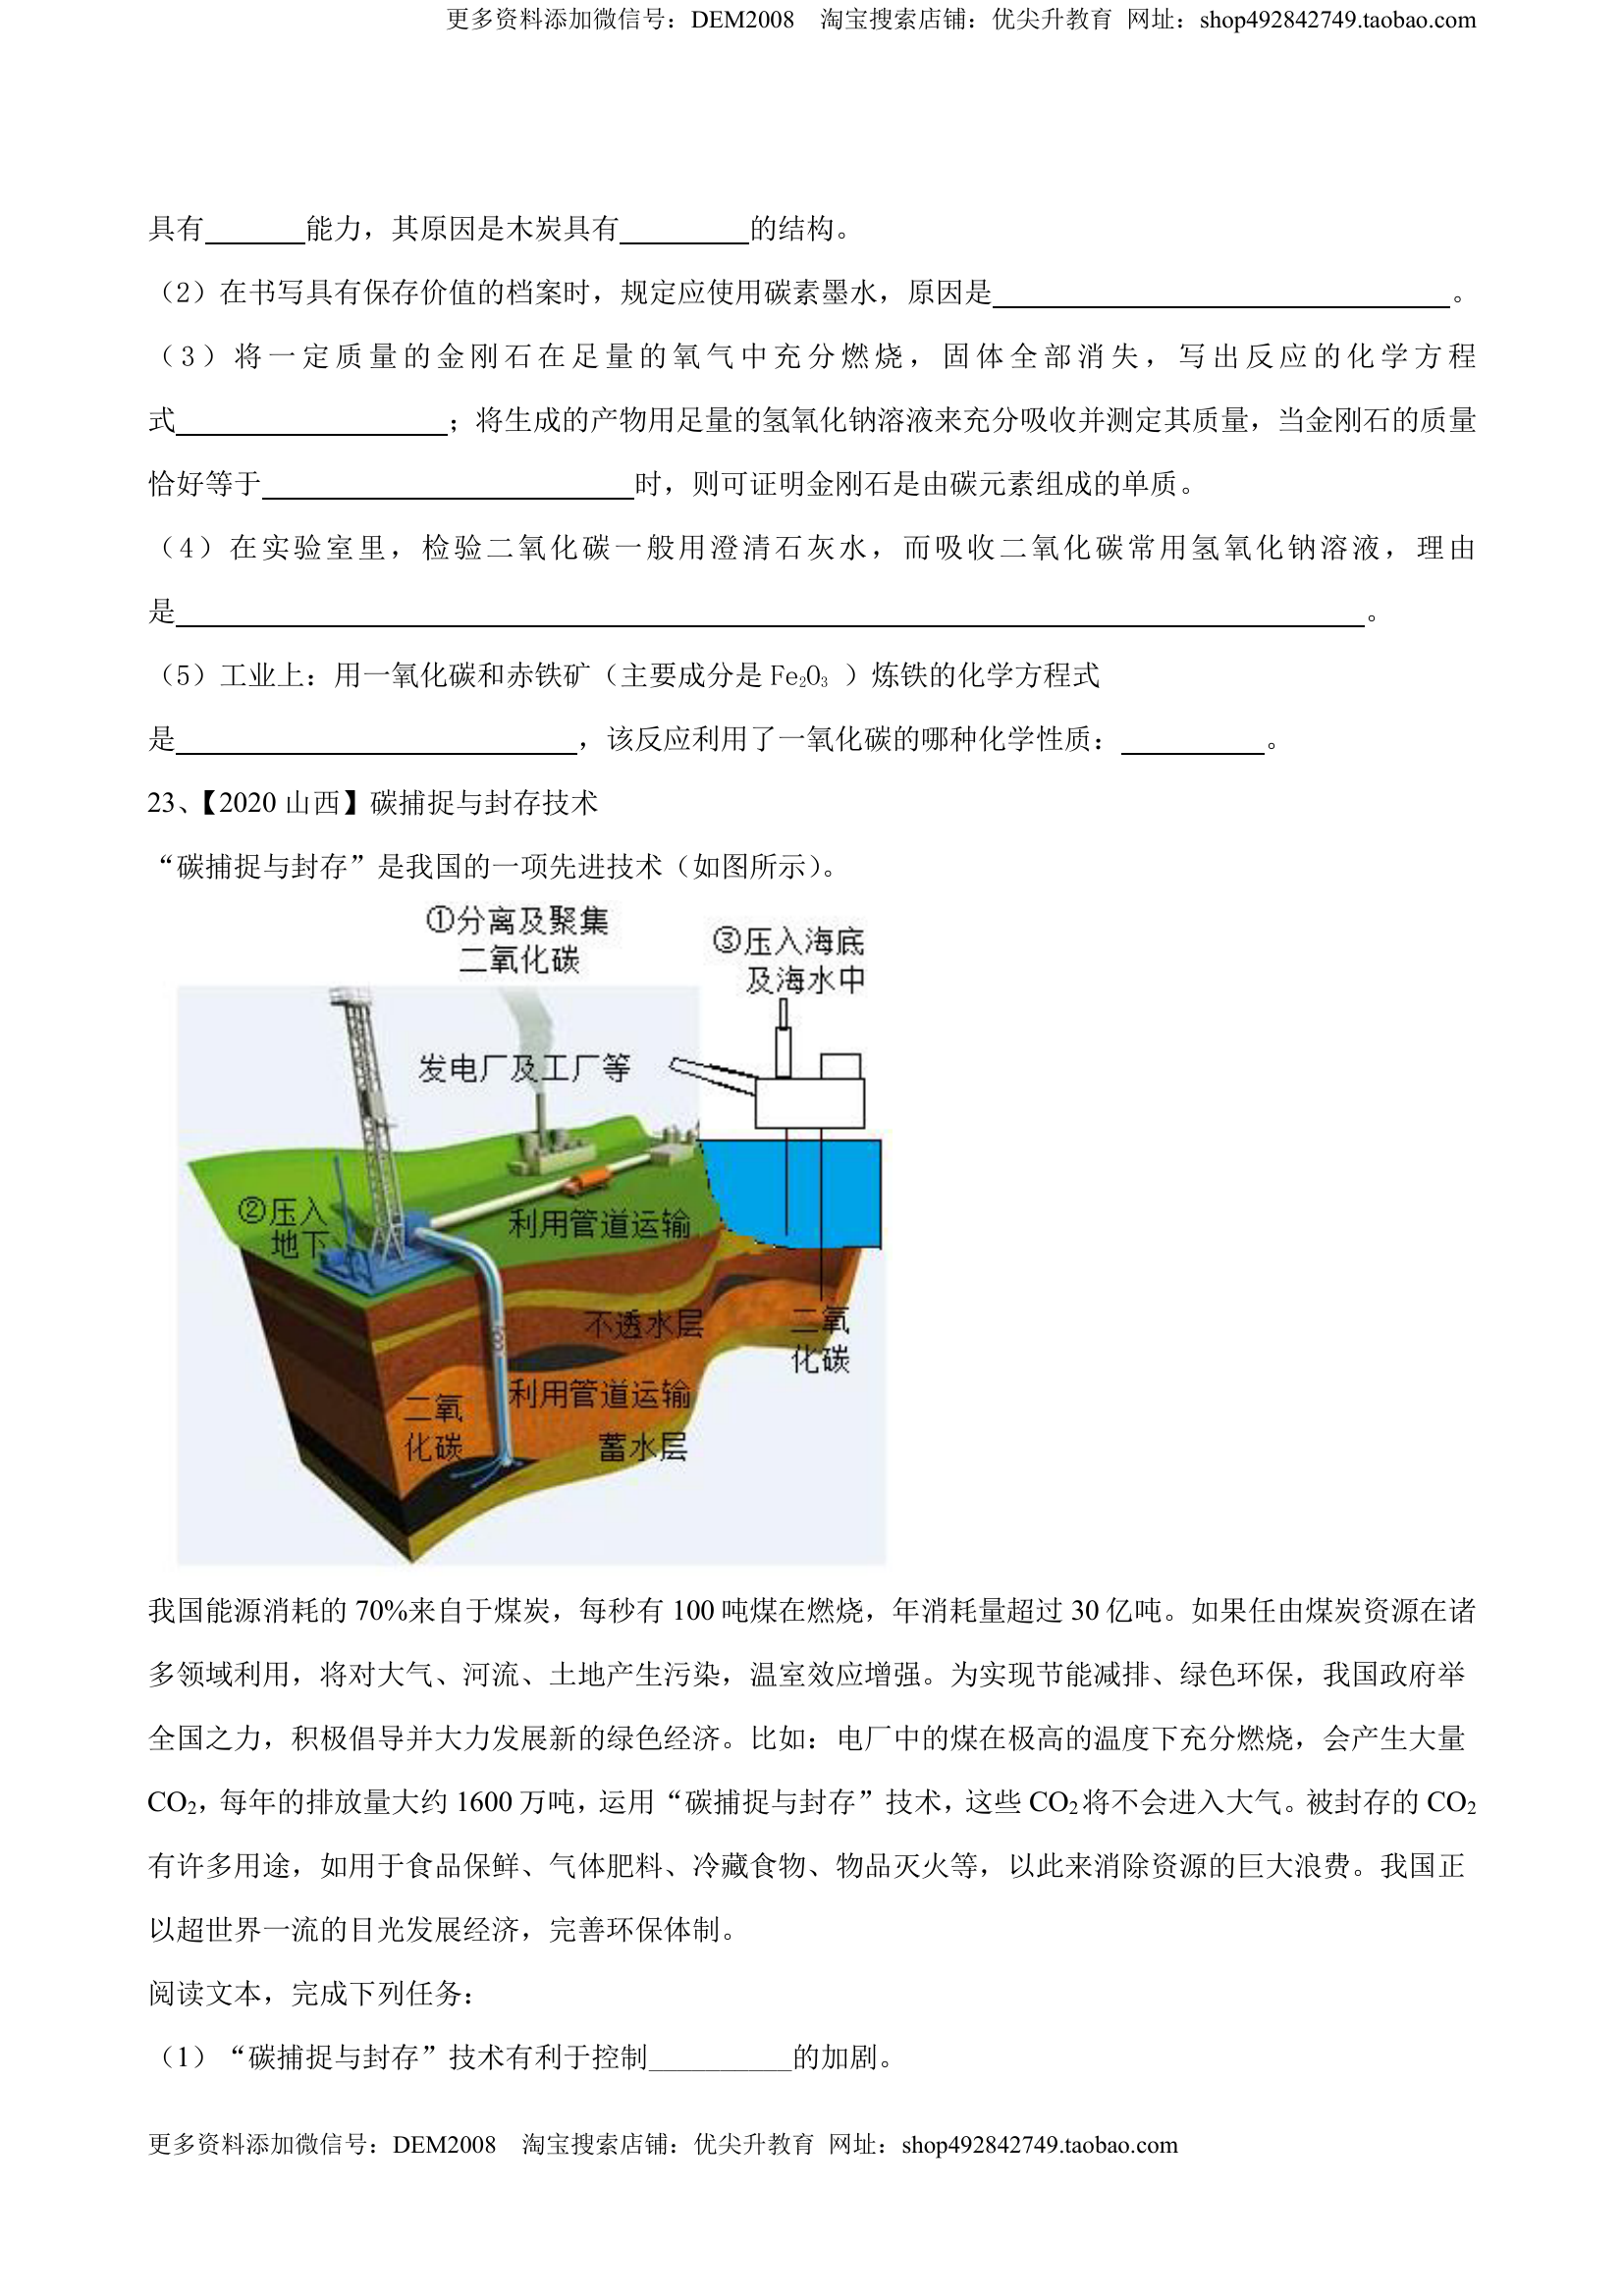 更多资料添加微信号：DEM2008 淘宝搜索店铺：优尖升教育 网址：shop492842749.taobao.com
具有_______能力，其原因是木炭具有_________的结构。
（2）在书写具有保存价值的档案时，规定应使用碳素墨水，原因是________________________________。
（3）将一定质量的金刚石在足量的氧气中充分燃烧，固体全部消失，写出反应的化学方程
式___________________；将生成的产物用足量的氢氧化钠溶液来充分吸收并测定其质量，当金刚石的质量
恰好等于__________________________时，则可证明金刚石是由碳元素组成的单质。
（4）在实验室里，检验二氧化碳一般用澄清石灰水，而吸收二氧化碳常用氢氧化钠溶液，理由
是___________________________________________________________________________________。
（5）工业上：用一氧化碳和赤铁矿（主要成分是 Fe₂O₃ ）炼铁的化学方程式
是____________________________，该反应利用了一氧化碳的哪种化学性质：__________。
23、【2020 山西】碳捕捉与封存技术
“碳捕捉与封存”是我国的一项先进技术（如图所示）。
①分离及聚集
二氧化碳
③压入海底
及海水中
发电厂及工厂等
②压入
地下
利用管道运输
不透水层
二氧
化碳
利用管道运输
二氧
化碳
蓄水层
我国能源消耗的 70%来自于煤炭，每秒有 100 吨煤在燃烧，年消耗量超过 30 亿吨。如果任由煤炭资源在诸
多领域利用，将对大气、河流、土地产生污染，温室效应增强。为实现节能减排、绿色环保，我国政府举
全国之力，积极倡导并大力发展新的绿色经济。比如：电厂中的煤在极高的温度下充分燃烧，会产生大量
CO₂，每年的排放量大约 1600 万吨，运用“碳捕捉与封存”技术，这些 CO₂ 将不会进入大气。被封存的 CO₂
有许多用途，如用于食品保鲜、气体肥料、冷藏食物、物品灭火等，以此来消除资源的巨大浪费。我国正
以超世界一流的目光发展经济，完善环保体制。
阅读文本，完成下列任务：
（1）“碳捕捉与封存”技术有利于控制__________的加剧。
更多资料添加微信号：DEM2008 淘宝搜索店铺：优尖升教育 网址：shop492842749.taobao.com